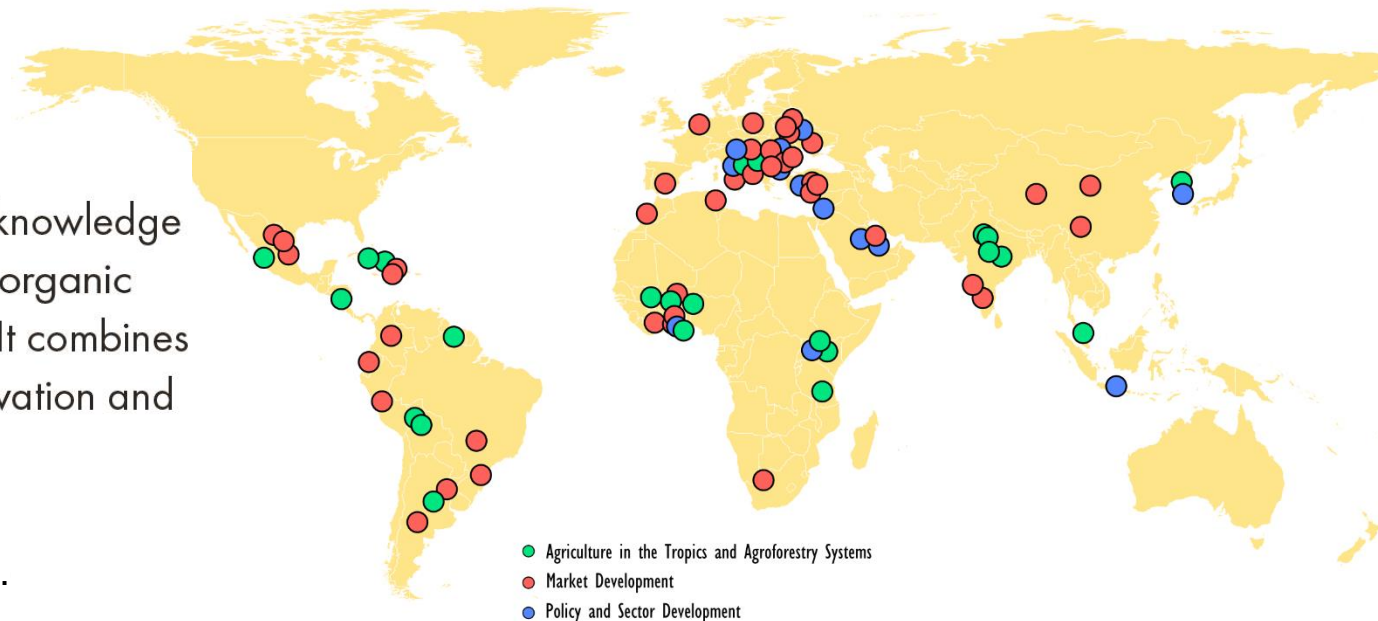 knowledge
organic
It combines
vation and
.
Agriculture in the Tropics and Agroforestry Systems
Market Development
Policy and Sector Development